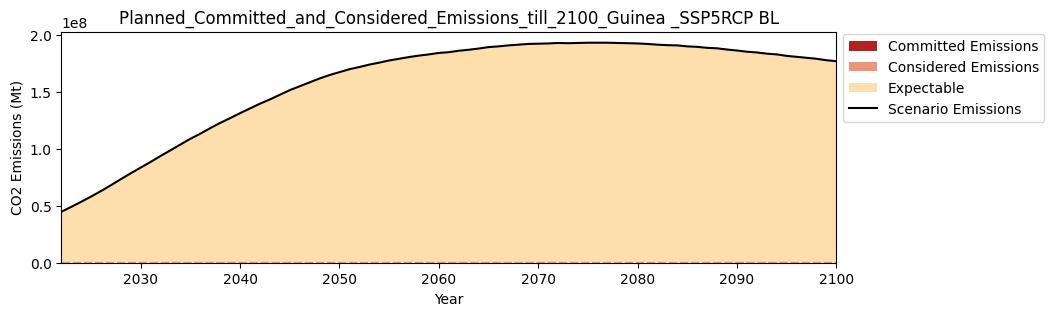 Planned_Committed_and_Considered_Emissions_till_2100_Guinea _SSP5RCP BL
1e8
2.0
1.5
1.0
0.5
0.0
CO2 Emissions (Mt)
2030 2040 2050 2060 2070 2080 2090 2100
Year
Committed Emissions
Considered Emissions
Expectable
Scenario Emissions